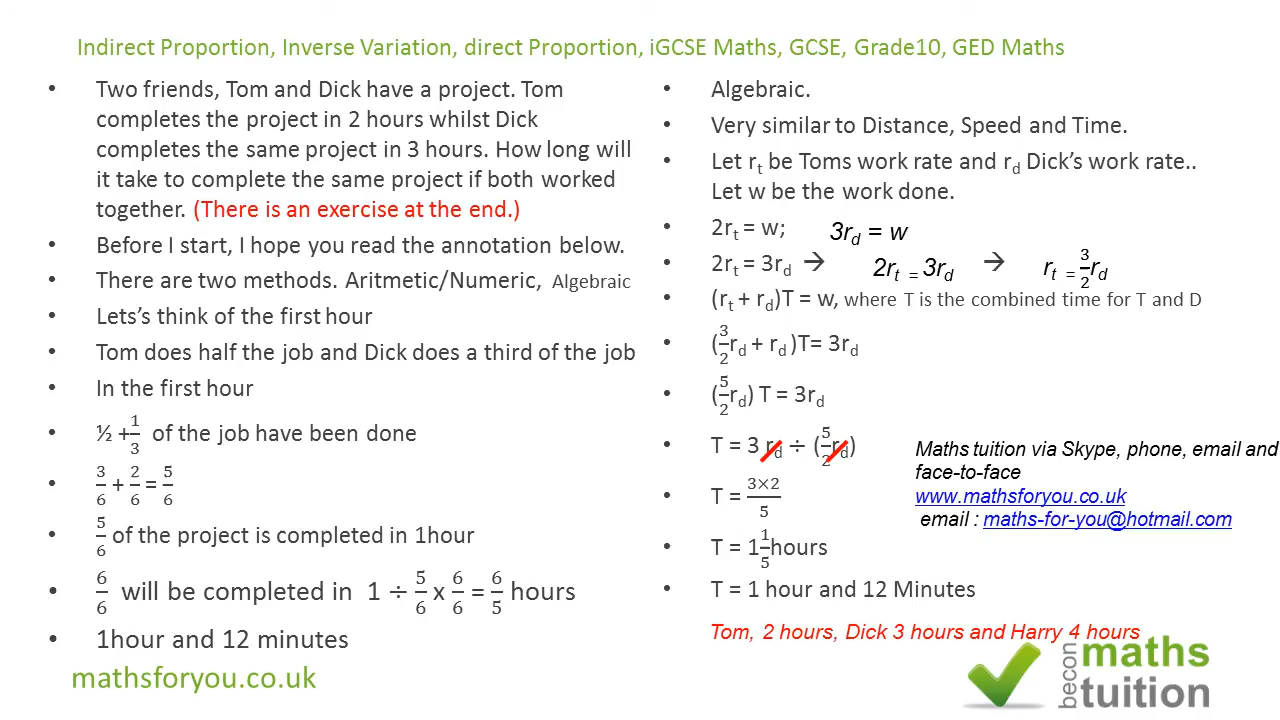 Indirect Proportion, Inverse Variation, direct Proportion, iGCSE Maths, GCSE, Grade10, GED Maths
• Two friends, Tom and Dick have a project. Tom
completes the project in 2 hours whilst Dick
completes the same project in 3 hours. How long will
it take to complete the same project if both worked
together. (There is an exercise at the end.)
• Before I start, I hope you read the annotation below.
• There are two methods. Aritmetic/Numeric, Algebraic
• Lets's think of the first hour
• Tom does half the job and Dick does a third of the job
• In the first hour
• ½ + 1/3 of the job have been done
• 3/6 + 2/6 = 5/6
• 5/6 of the project is completed in 1hour
• 6/6 will be completed in 1 ÷ 5/6 x 6/6 = 6/5 hours
• 1hour and 12 minutes
mathsforyou.co.uk
• Algebraic.
• Very similar to Distance, Speed and Time.
• Let rt be Toms work rate and rd Dick's work rate..
Let w be the work done.
• 2rt = w; 3rd = w
• 2rt = 3rd → 2rt = 3rd → rt = 3/2 rd
• (rt + rd)T = w, where T is the combined time for T and D
• (3/2 rd + rd )T= 3rd
• (5/2 rd) T = 3rd
• T = 3 rd ÷ (5/2 rd)
• T = 3×2/5
• T = 1 1/5 hours
• T = 1 hour and 12 Minutes
Maths tuition via Skype, phone, email and
face-to-face
www.mathsforyou.co.uk
email : maths-for-you@hotmail.com
Tom, 2 hours, Dick 3 hours and Harry 4 hours
becon
maths
tuition